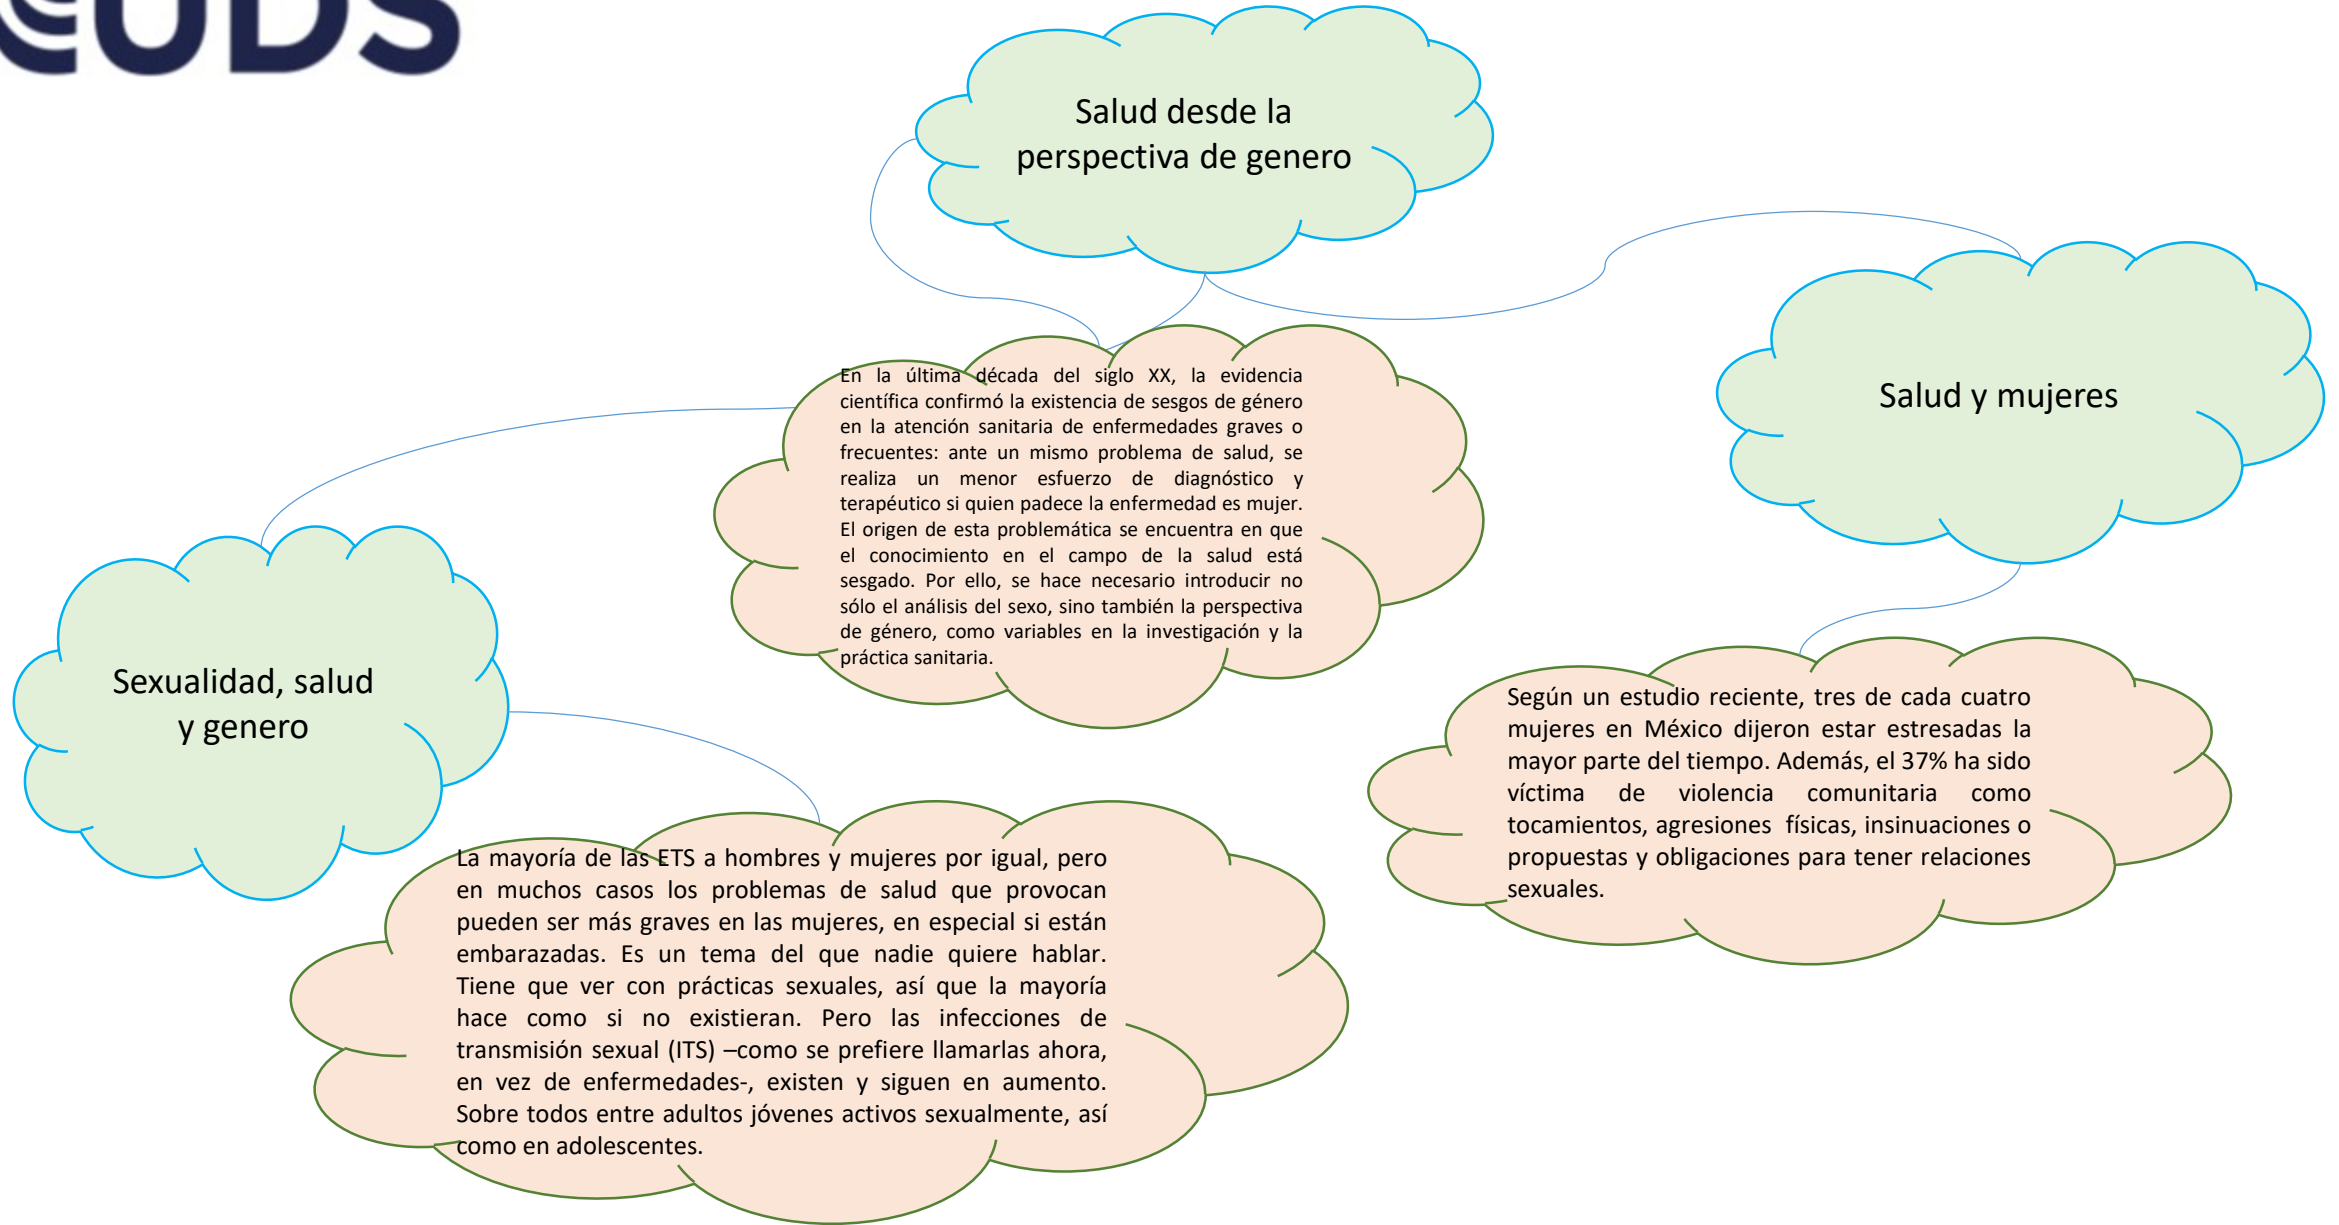 UDS
Salud desde la
perspectiva de genero
En la última década del siglo XX, la evidencia
científica confirmó la existencia de sesgos de género
en la atención sanitaria de enfermedades graves o
frecuentes: ante un mismo problema de salud, se
realiza un menor esfuerzo de diagnóstico y
terapéutico si quien padece la enfermedad es mujer.
El origen de esta problemática se encuentra en que
el conocimiento en el campo de la salud está
sesgado. Por ello, se hace necesario introducir no
sólo el análisis del sexo, sino también la perspectiva
de género, como variables en la investigación y la
práctica sanitaria.
Salud y mujeres
Según un estudio reciente, tres de cada cuatro
mujeres en México dijeron estar estresadas la
mayor parte del tiempo. Además, el 37% ha sido
víctima de violencia comunitaria como
tocamientos, agresiones físicas, insinuaciones o
propuestas y obligaciones para tener relaciones
sexuales.
Sexualidad, salud
y genero
La mayoría de las ETS a hombres y mujeres por igual, pero
en muchos casos los problemas de salud que provocan
pueden ser más graves en las mujeres, en especial si están
embarazadas. Es un tema del que nadie quiere hablar.
Tiene que ver con prácticas sexuales, así que la mayoría
hace como si no existieran. Pero las infecciones de
transmisión sexual (ITS) –como se prefiere llamarlas ahora,
en vez de enfermedades-, existen y siguen en aumento.
Sobre todos entre adultos jóvenes activos sexualmente, así
como en adolescentes.